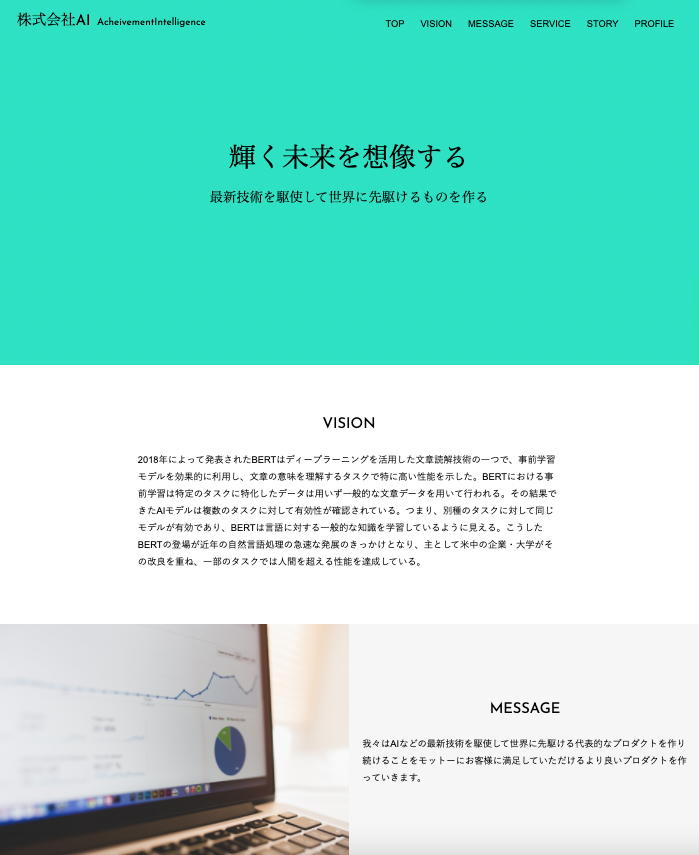 株式会社AI AcheivementIntelligence
TOP VISION MESSAGE SERVICE STORY PROFILE
輝く未来を想像する
最新技術を駆使して世界に先駆けるものを作る
VISION
2018年によって発表されたBERTはディープラーニングを活用した文章読解技術の一つで、事前学習
モデルを効果的に利用し、文章の意味を理解するタスクで特に高い性能を示した。BERTにおける事
前学習は特定のタスクに特化したデータは用いず一般的な文章データを用いて行われる。その結果で
きたAIモデルは複数のタスクに対して有効性が確認されている。つまり、別種のタスクに対して同じ
モデルが有効であり、BERTは言語に対する一般的な知識を学習しているように見える。こうした
BERTの登場が近年の自然言語処理の急速な発展のきっかけとなり、主として米中の企業・大学がそ
の改良を重ね、一部のタスクでは人間を超える性能を達成している。
MESSAGE
我々はAIなどの最新技術を駆使して世界に先駆ける代表的なプロダクトを作り
続けることをモットーにお客様に満足していただけるより良いプロダクトを作
っていきます。